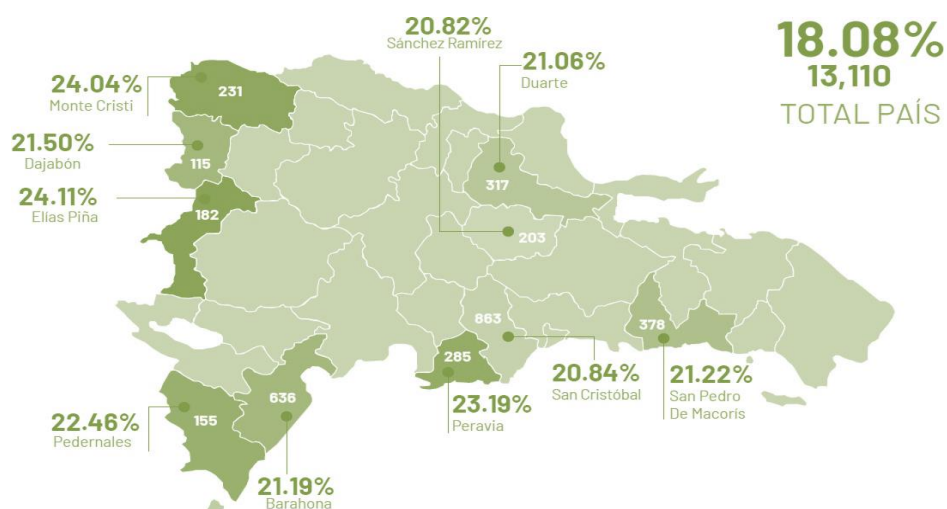 18.08%
13,110
TOTAL PAÍS
20.82%
Sánchez Ramírez
21.06%
Duarte
24.04%
Monte Cristi
231
21.50%
Dajabón
115
24.11%
Elías Piña
182
317
203
863
378
285
20.84%
San Cristóbal
21.22%
San Pedro
De Macorís
23.19%
Peravia
22.46%
Pedernales
155
636
21.19%
Barahona